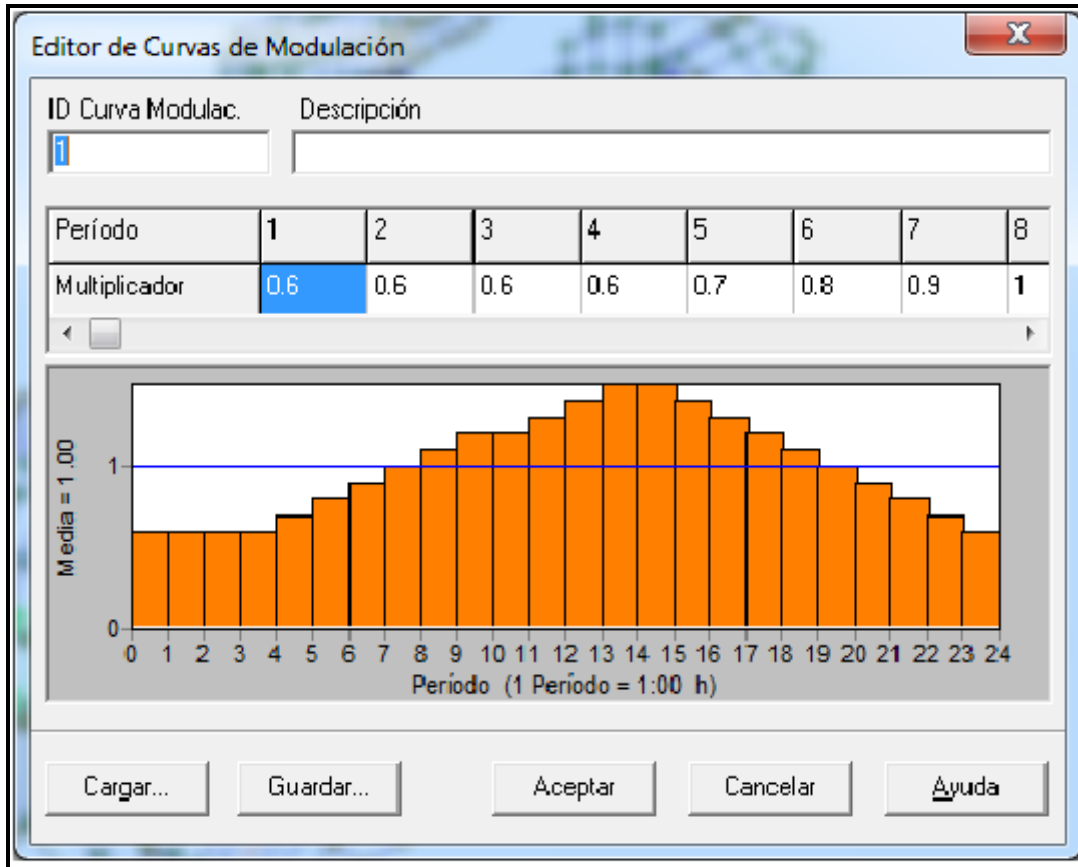 Editor de Curvas de Modulación
ID Curva Modulac. Descripción
1
Período 1 2 3 4 5 6 7 8
Multiplicador 0.6 0.6 0.6 0.6 0.7 0.8 0.9 1
Media = 1.00
1
0
0 1 2 3 4 5 6 7 8 9 10 11 12 13 14 15 16 17 18 19 20 21 22 23 24
Período (1 Período = 1:00 h)
Cargar... Guardar... Aceptar Cancelar Ayuda